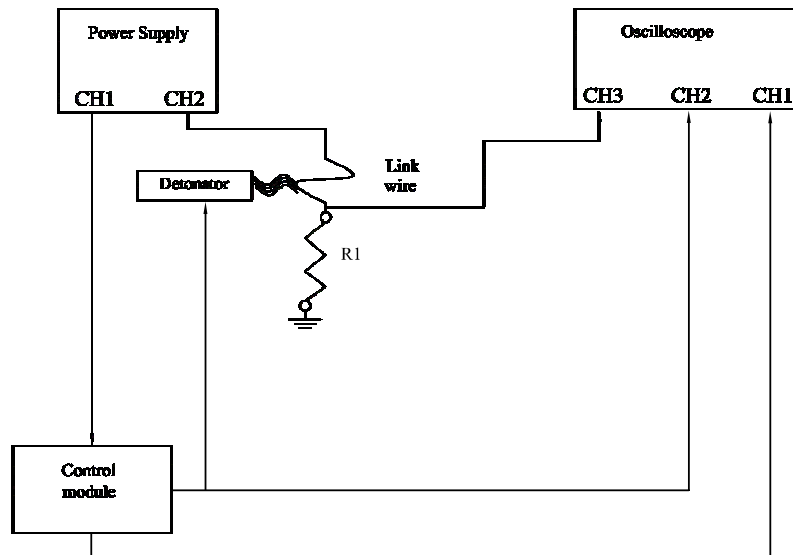 Power Supply
CH1
CH2
Oscilloscope
CH3
CH2
CH1
Detonator
Link
wire
R1
Control
module